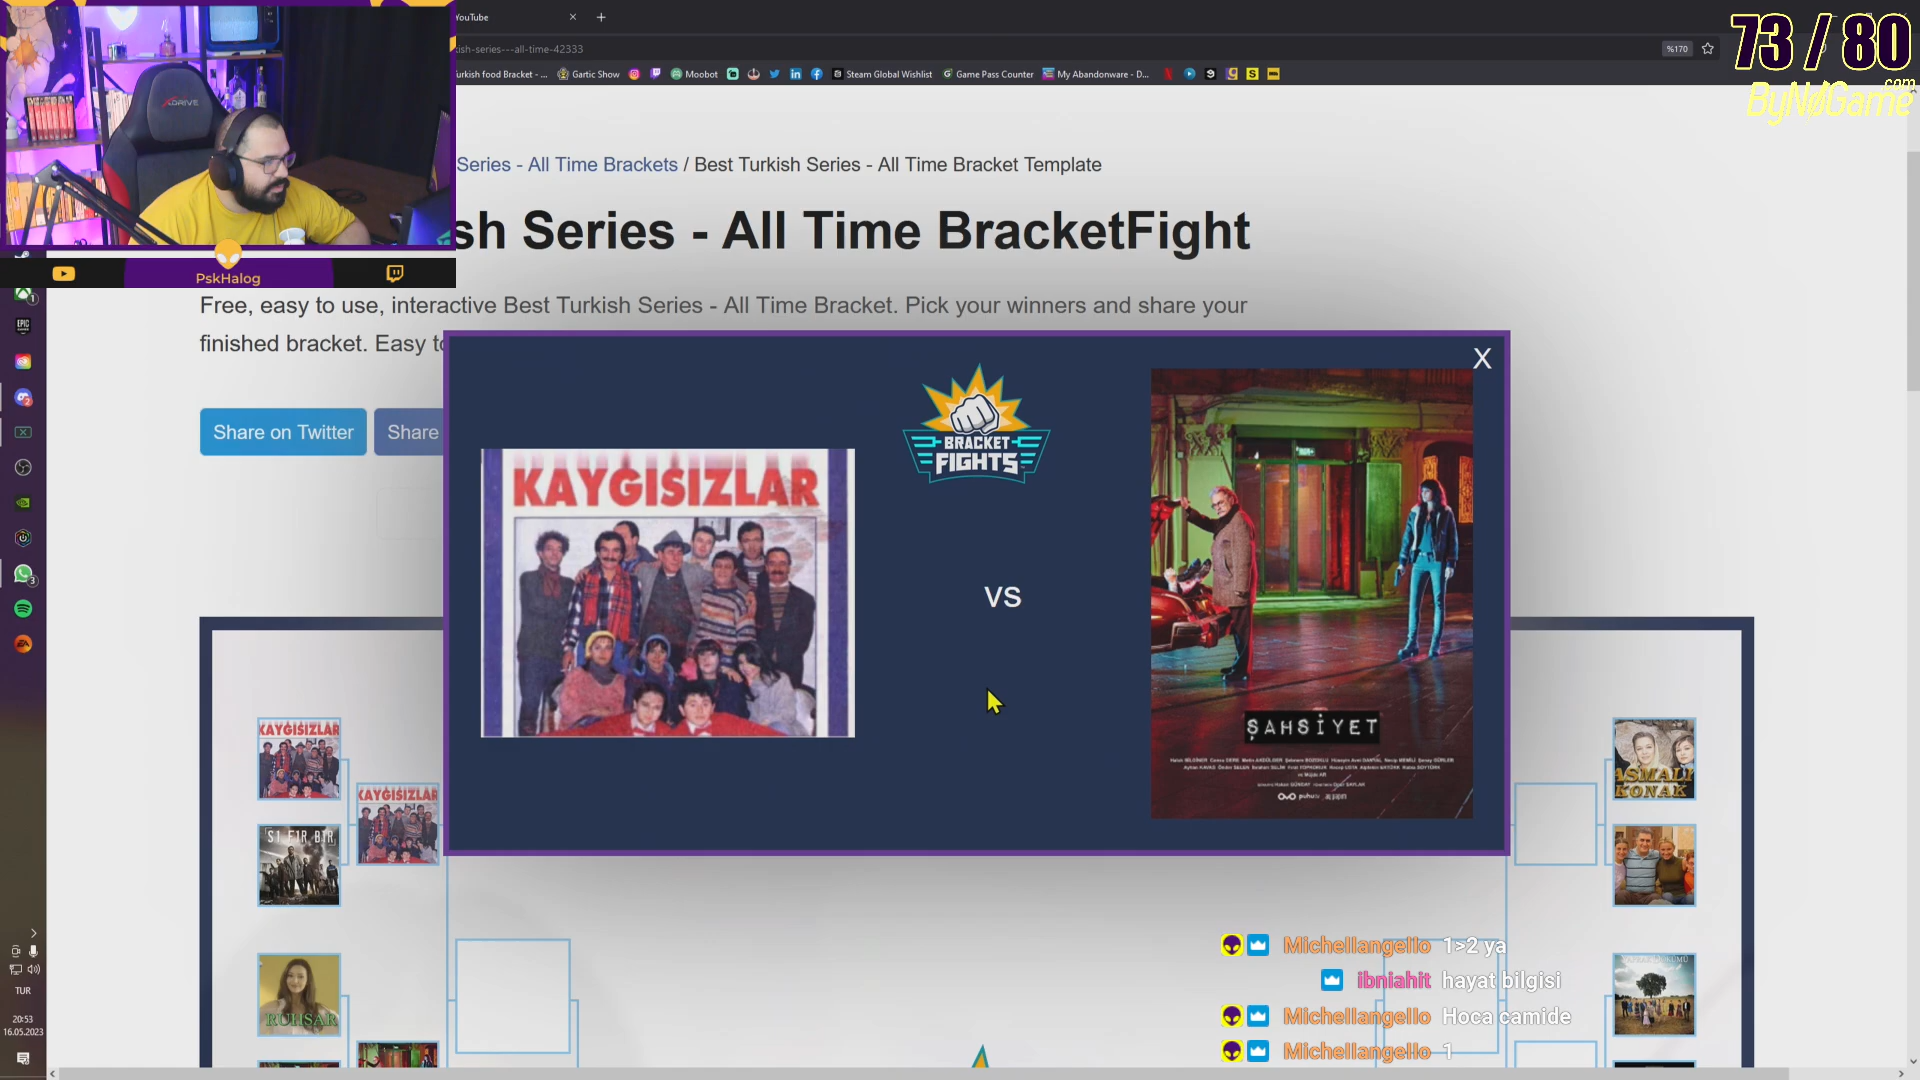 YouTube
73 / 80
ish-series---all-time-42333
%170
ByNoGame
.com
urkish food Bracket - ...
Gartic Show
Moobot
Steam Global Wishlist
Game Pass Counter
My Abandonware - D...
XDRIVE
Series - All Time Brackets / Best Turkish Series - All Time Bracket Template
sh Series - All Time BracketFight
PskHalog
Free, easy to use, interactive Best Turkish Series - All Time Bracket. Pick your winners and share your
finished bracket. Easy to
X
Share on Twitter
Share
BRACKET
FIGHTS
KAYGISIZLAR
VS
ŞAHSİYET
puhutv
KAYGISIZLAR
KAYGISIZLAR
SIFIR BİR
RUHSAR
ASMALI
KONAK
EPIC
TUR
20:53
16.05.2023
Michellangello 1>2 ya
ibniahit hayat bilgisi
Michellangello Hoca camide
Michellangello 1